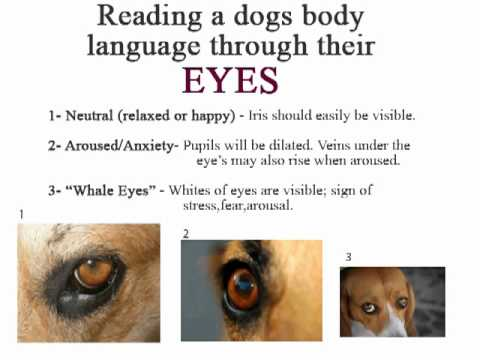 Reading a dogs body
language through their
EYES
1- Neutral (relaxed or happy) - Iris should easily be visible.
2- Aroused/Anxiety- Pupils will be dilated. Veins under the
eye's may also rise when aroused.
3- “Whale Eyes” - Whites of eyes are visible; sign of
stress,fear,arousal.
1
2
3